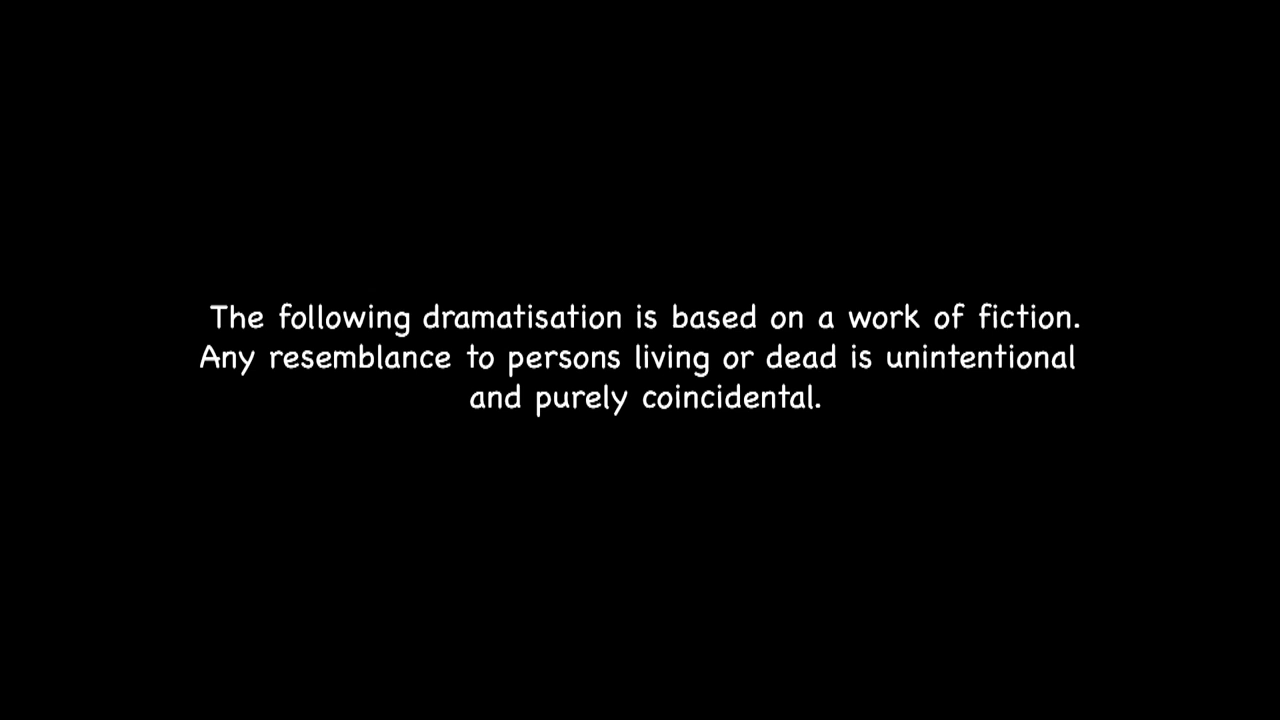 The following dramatisation is based on a work of fiction.
Any resemblance to persons living or dead is unintentional
and purely coincidental.